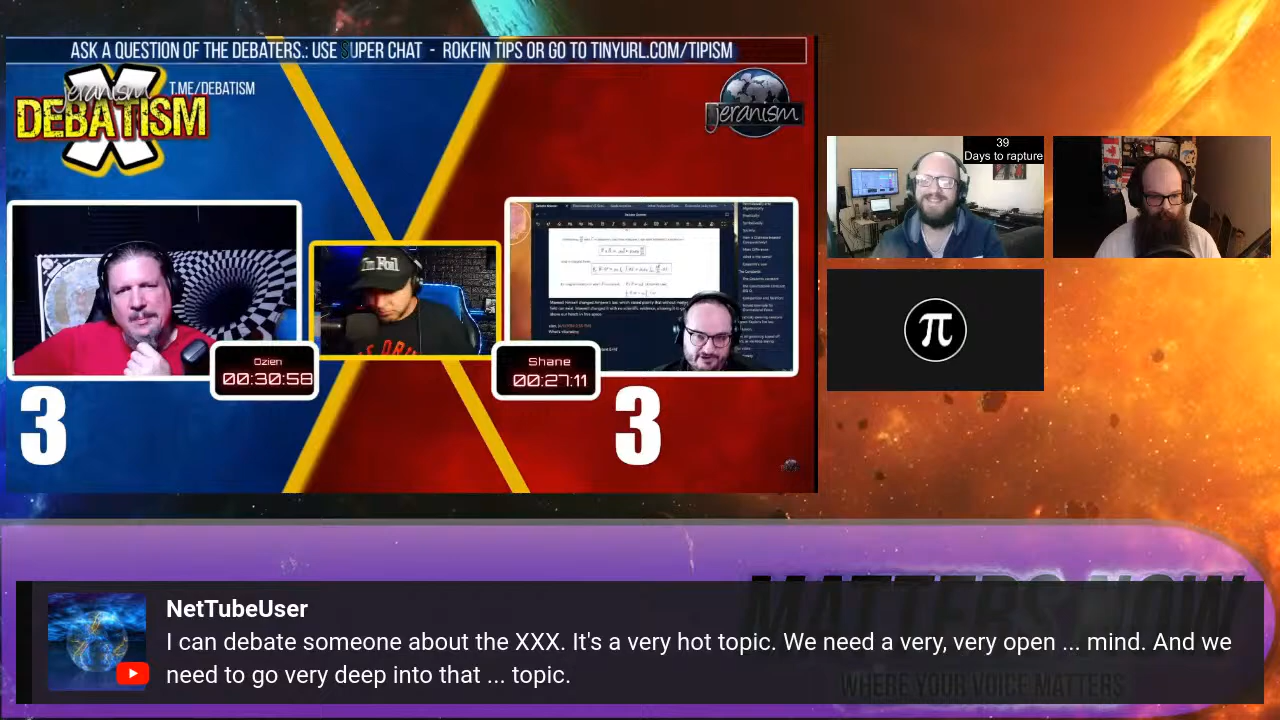 ASK A QUESTION OF THE DEBATERS.: USE SUPER CHAT - ROKFIN TIPS OR GO TO TINYURL.COM/TIPISM
jeranism
T.ME/DEBATISM
DEBATISM
jeranism
39
Days to rapture
Ozien
00:30:58
Shane
00:27:11
3
3
π
MATTERS NOW
NetTubeUser
I can debate someone about the XXX. It's a very hot topic. We need a very, very open ... mind. And we
need to go very deep into that ... topic.
WHERE YOUR VOICE MATTERS